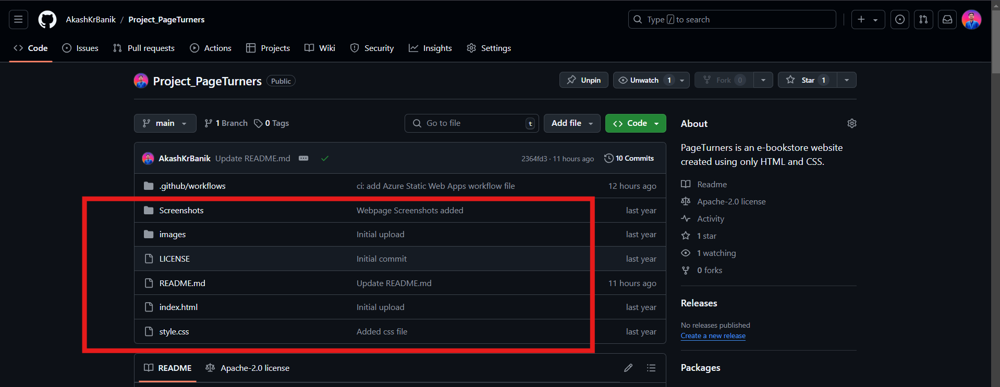 AkashKrBanik / Project_PageTurners
Type / to search
Code
Issues
Pull requests
Actions
Projects
Wiki
Security
Insights
Settings
Project_PageTurners Public
Unpin
Unwatch 1
Fork 0
Star 1
main
1 Branch
0 Tags
Go to file t
Add file
Code
AkashKrBanik Update README.md
2364fd3 · 11 hours ago
10 Commits
.github/workflows ci: add Azure Static Web Apps workflow file 12 hours ago
Screenshots Webpage Screenshots added last year
images Initial upload last year
LICENSE Initial commit last year
README.md Update README.md 11 hours ago
index.html Initial upload last year
style.css Added css file last year
README
Apache-2.0 license
About
PageTurners is an e-bookstore website
created using only HTML and CSS.
Readme
Apache-2.0 license
Activity
1 star
1 watching
0 forks
Releases
No releases published
Create a new release
Packages